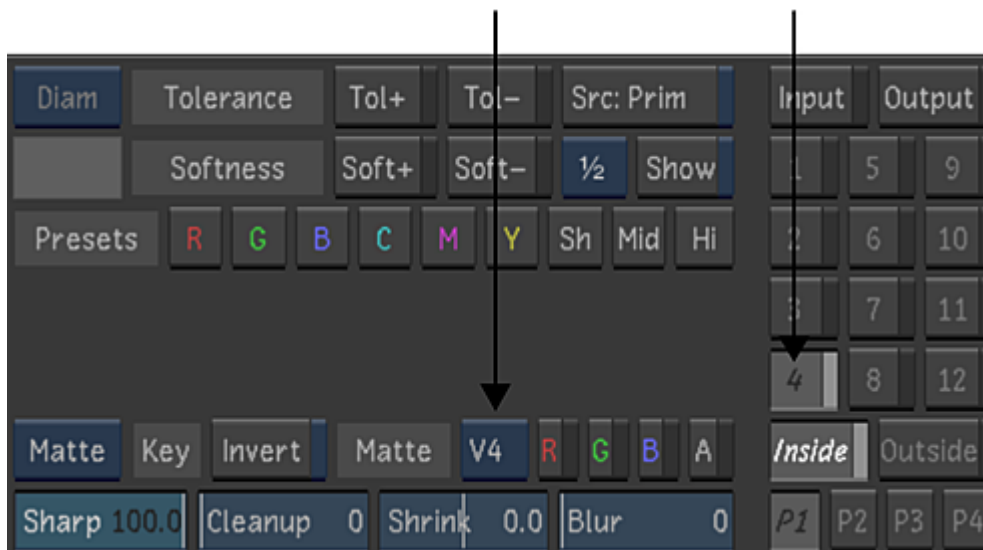 Diam Tolerance Tol+ Tol– Src: Prim Input Output
Softness Soft+ Soft– ½ Show 1 5 9
Presets R G B C M Y Sh Mid Hi 2 6 10
3 7 11
4 8 12
Matte Key Invert Matte V4 R G B A Inside Outside
Sharp 100.0 Cleanup 0 Shrink 0.0 Blur 0 P1 P2 P3 P4